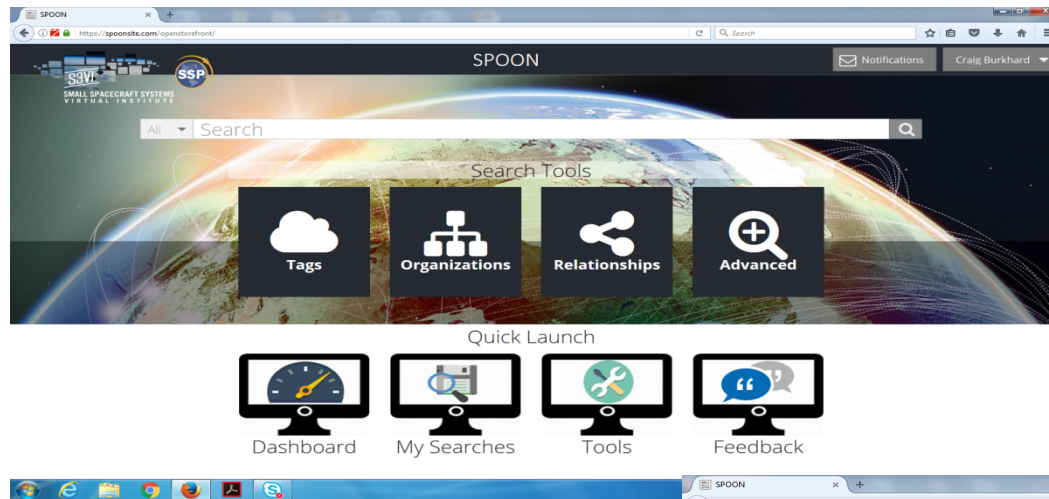 SPOON
https://spoonsite.com/openstorefront/
Search
SPOON
Notifications
Craig Burkhard
S3VI
SSP
SMALL SPACECRAFT SYSTEMS
VIRTUAL INSTITUTE
All
Search
Search Tools
Tags
Organizations
Relationships
Advanced
Quick Launch
Dashboard
My Searches
Tools
Feedback
SPOON